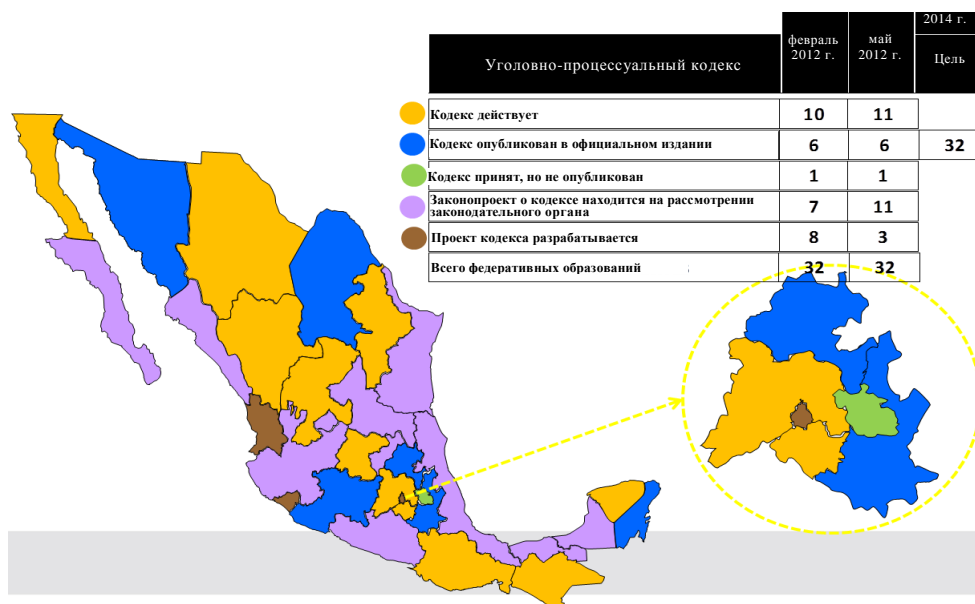 2014 г.
Уголовно-процессуальный кодекс
февраль 2012 г.
май 2012 г.
Цель
Кодекс действует 10 11
Кодекс опубликован в официальном издании 6 6 32
Кодекс принят, но не опубликован 1 1
Законопроект о кодексе находится на рассмотрении
законодательного органа 7 11
Проект кодекса разрабатывается 8 3
Всего федеративных образований 32 32